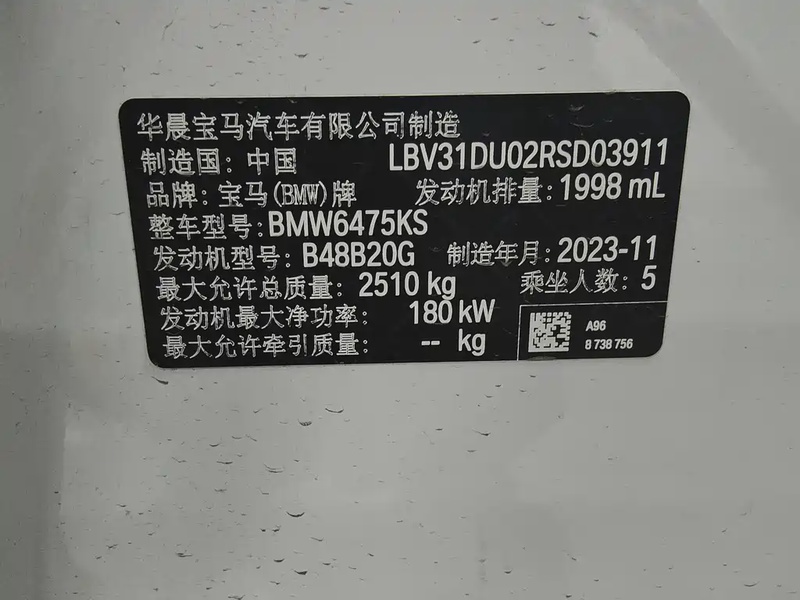 华晨宝马汽车有限公司制造
制造国: 中国 LBV31DU02RSD03911
品牌: 宝马(BMW)牌 发动机排量: 1998 mL
整车型号: BMW6475KS
发动机型号: B48B20G 制造年月: 2023-11
最大允许总质量: 2510 kg 乘坐人数: 5
发动机最大净功率: 180 kW
最大允许牵引质量: -- kg
A96
8 738 756